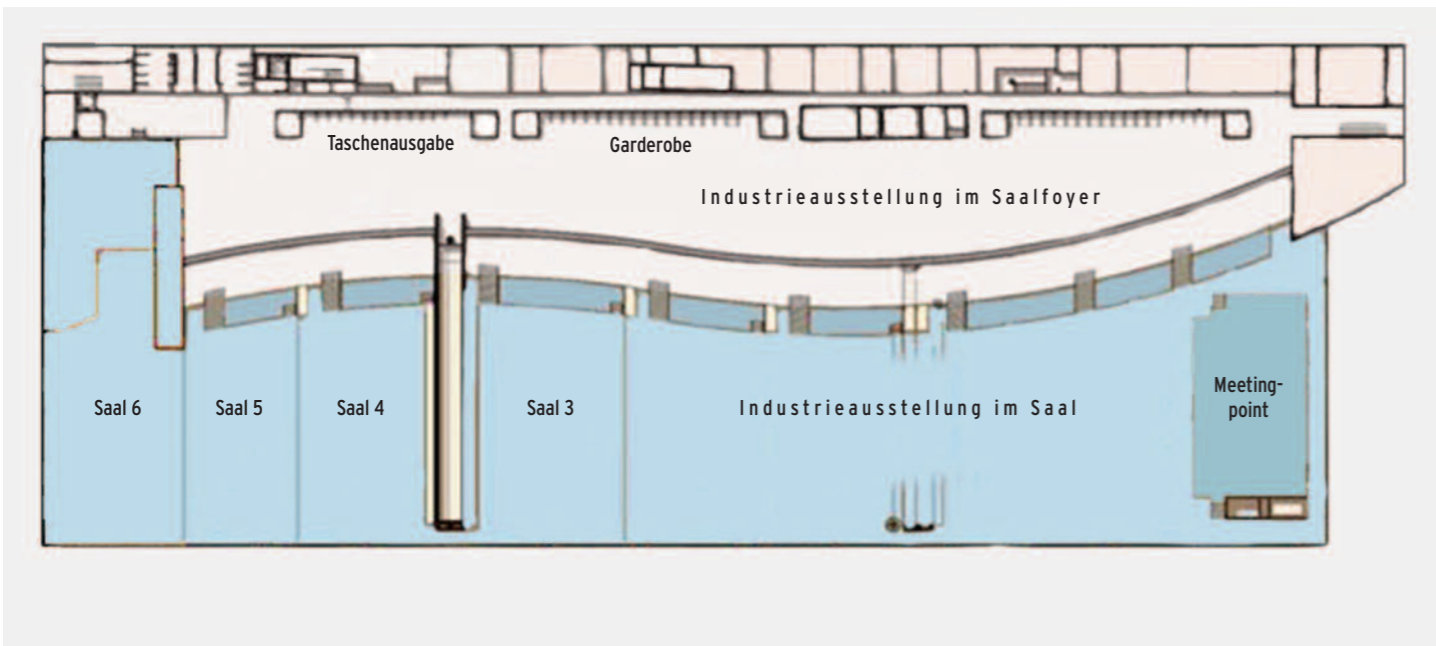 Taschenausgabe
Garderobe
Industrieausstellung im Saalfoyer
Saal 6
Saal 5
Saal 4
Saal 3
Industrieausstellung im Saal
Meeting-
point